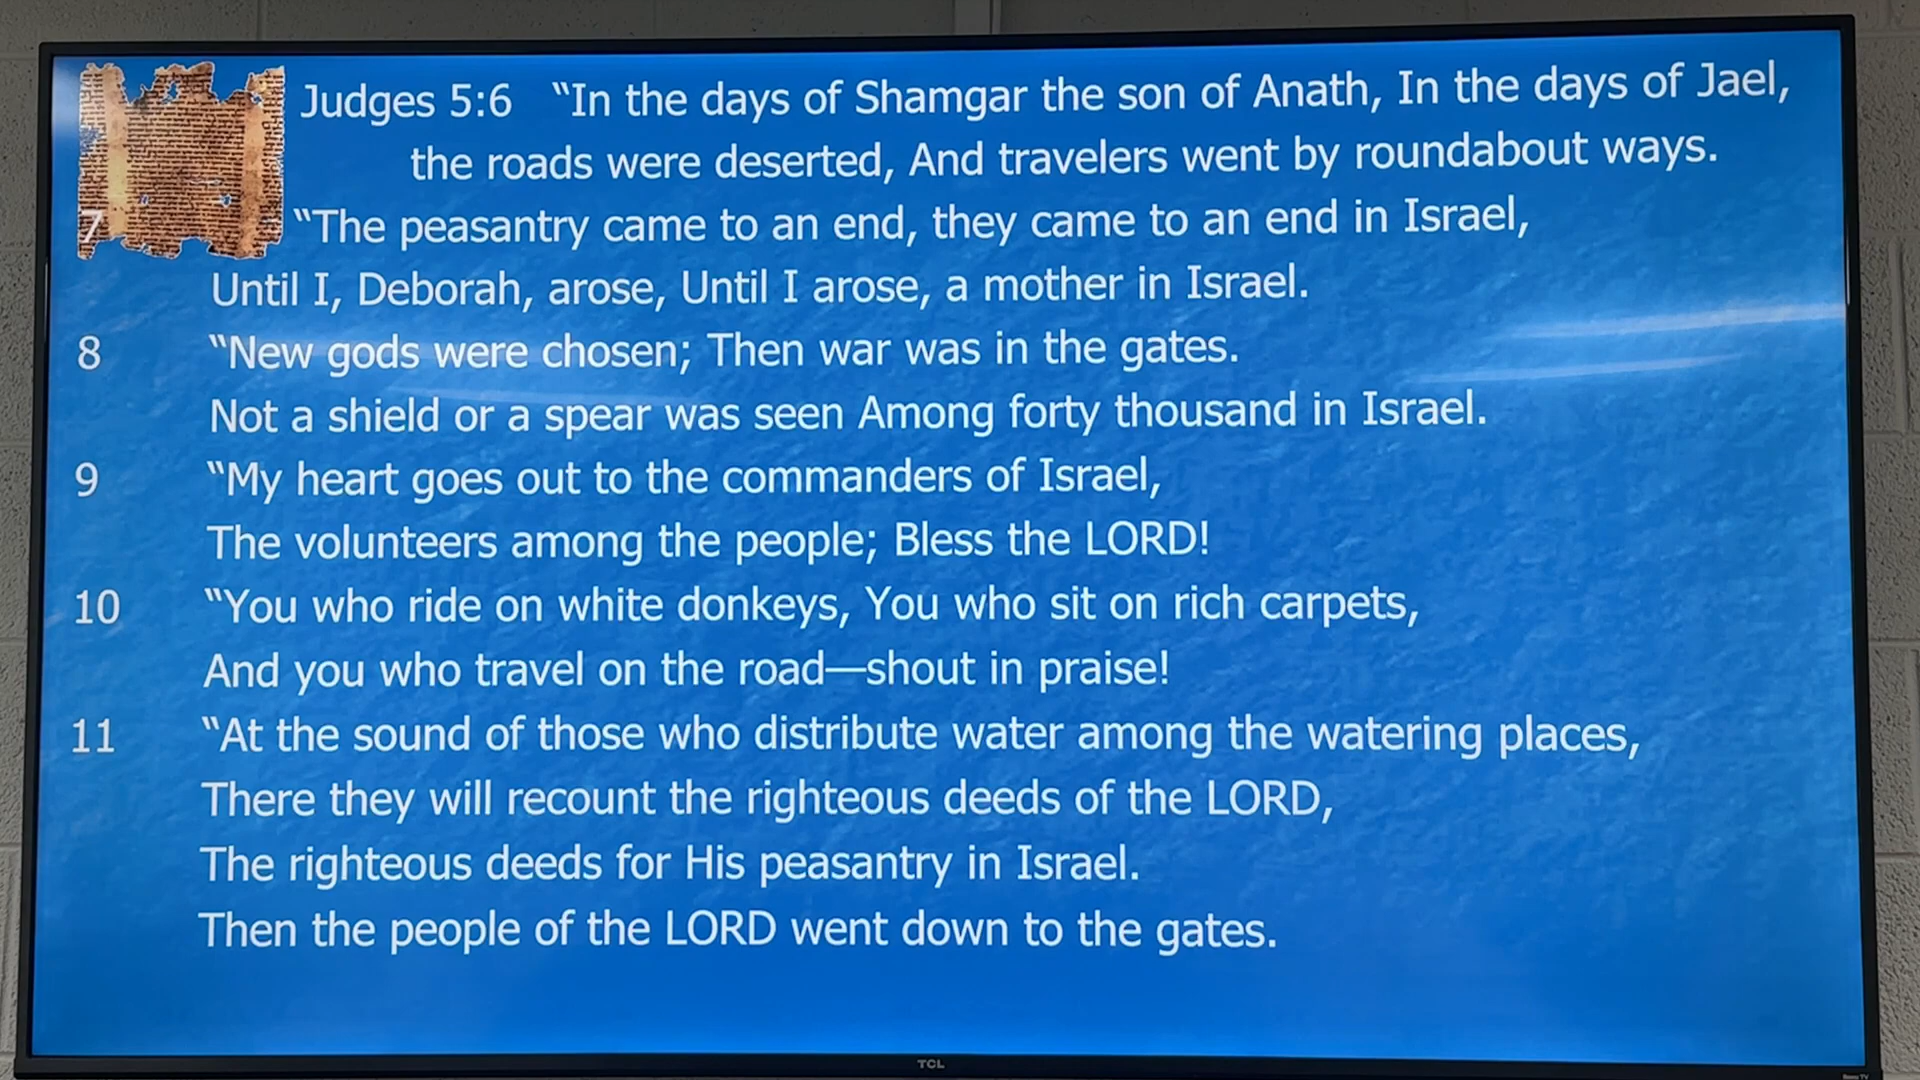 Judges 5:6 “In the days of Shamgar the son of Anath, In the days of Jael,
the roads were deserted, And travelers went by roundabout ways.
7 “The peasantry came to an end, they came to an end in Israel,
Until I, Deborah, arose, Until I arose, a mother in Israel.
8 “New gods were chosen; Then war was in the gates.
Not a shield or a spear was seen Among forty thousand in Israel.
9 “My heart goes out to the commanders of Israel,
The volunteers among the people; Bless the LORD!
10 “You who ride on white donkeys, You who sit on rich carpets,
And you who travel on the road—shout in praise!
11 “At the sound of those who distribute water among the watering places,
There they will recount the righteous deeds of the LORD,
The righteous deeds for His peasantry in Israel.
Then the people of the LORD went down to the gates.
TCL
Roku TV